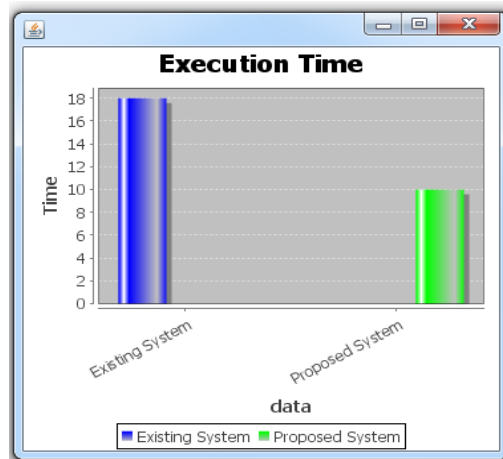 Execution Time
18
16
14
12
10
8
6
4
2
0
Time
Existing System
Proposed System
data
Existing System Proposed System